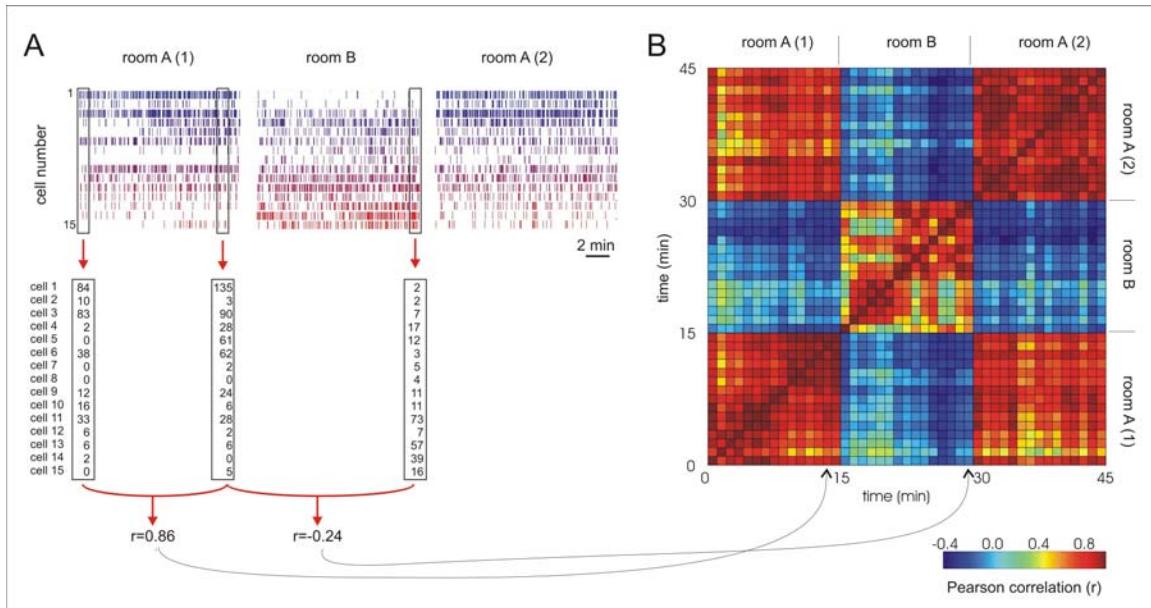 A
room A (1)
room B
room A (2)
cell number
1
15
2 min
cell 1 84 135 2
cell 2 10 3 2
cell 3 83 90 7
cell 4 2 28 17
cell 5 0 61 12
cell 6 38 62 3
cell 7 0 2 5
cell 8 0 0 4
cell 9 12 24 11
cell 10 16 6 11
cell 11 33 28 73
cell 12 6 2 7
cell 13 6 6 57
cell 14 2 0 39
cell 15 0 5 16
r=0.86
r=-0.24
B
room A (1)
room B
room A (2)
45
30
15
0
time (min)
room A (2)
room B
room A (1)
0 15 30 45
time (min)
-0.4 0.0 0.4 0.8
Pearson correlation (r)